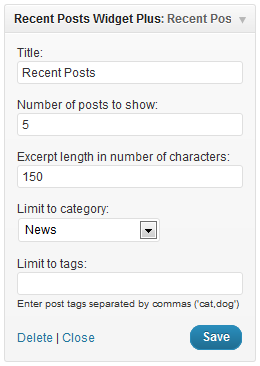 Recent Posts Widget Plus: Recent Pos
Title:
Recent Posts
Number of posts to show:
5
Excerpt length in number of characters:
150
Limit to category:
News
Limit to tags:
Enter post tags separated by commas ('cat,dog')
Delete | Close Save